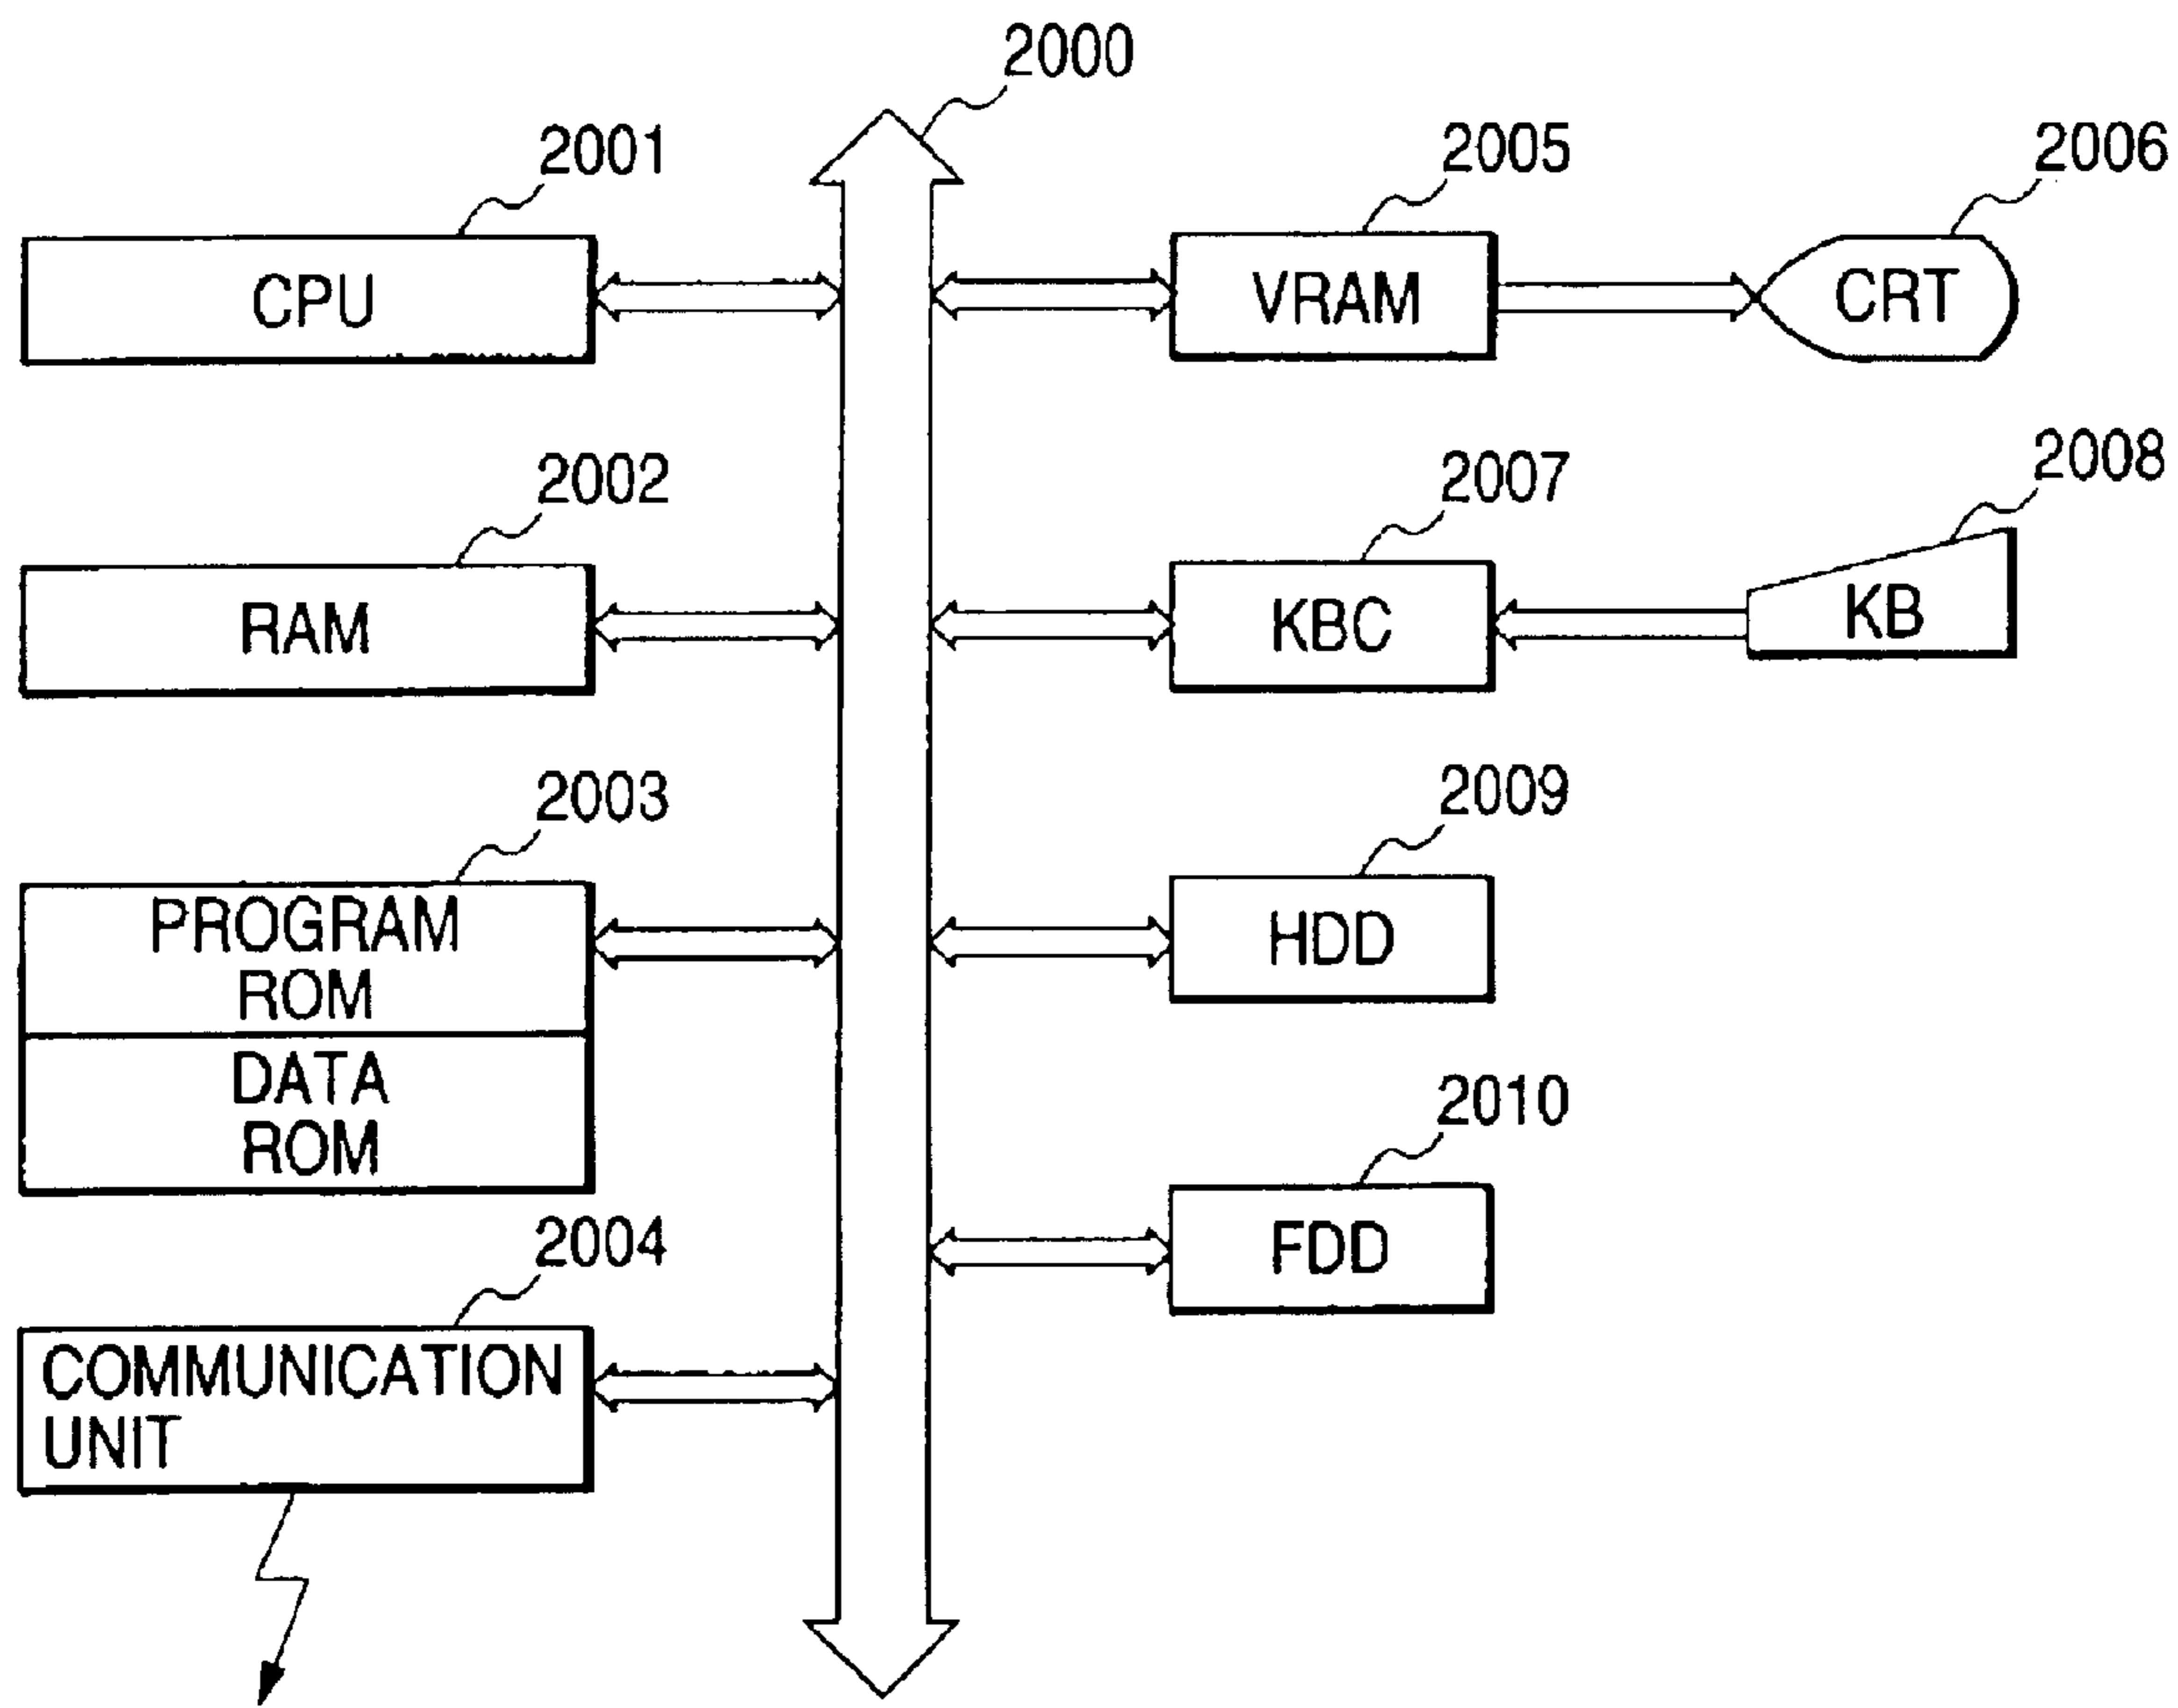 2000
2001
CPU
2002
RAM
2003
PROGRAM
ROM
DATA
ROM
2004
COMMUNICATION
UNIT
2005
VRAM
2006
CRT
2007
KBC
2008
KB
2009
HDD
2010
FDD